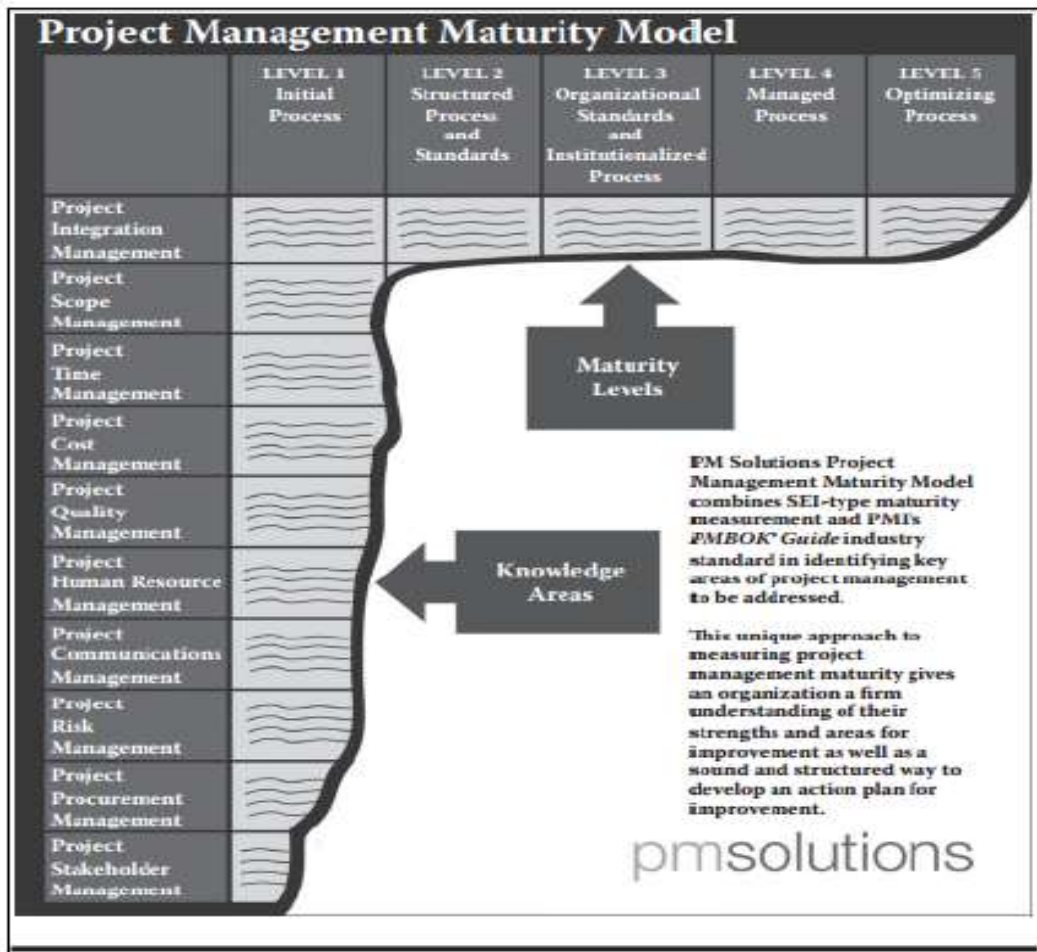 Project Management Maturity Model
LEVEL 1
Initial
Process
LEVEL 2
Structured
Process
and
Standards
LEVEL 3
Organizational
Standards
and
Institutionalized
Process
LEVEL 4
Managed
Process
LEVEL 5
Optimizing
Process
Project
Integration
Management
Project
Scope
Management
Project
Time
Management
Project
Cost
Management
Project
Quality
Management
Project
Human Resource
Management
Project
Communications
Management
Project
Risk
Management
Project
Procurement
Management
Project
Stakeholder
Management
Maturity
Levels
Knowledge
Areas
PM Solutions Project
Management Maturity Model
combines SEI-type maturity
measurement and PMI's
PMBOK® Guide industry
standard in identifying key
areas of project management
to be addressed.
This unique approach to
measuring project
management maturity gives
an organization a firm
understanding of their
strengths and areas for
improvement as well as a
sound and structured way to
develop an action plan for
improvement.
pmsolutions